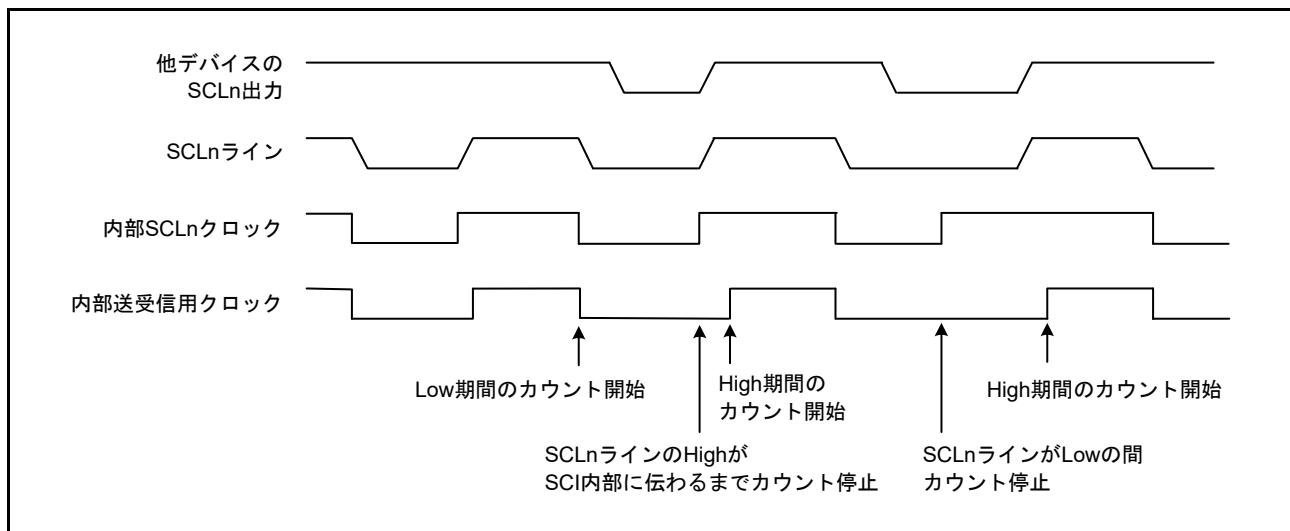 他デバイスの
SCLn出力
SCLnライン
内部SCLnクロック
内部送受信用クロック
Low期間のカウント開始
High期間の
カウント開始
High期間のカウント開始
SCLnラインのHighが
SCI内部に伝わるまでカウント停止
SCLnラインがLowの間
カウント停止